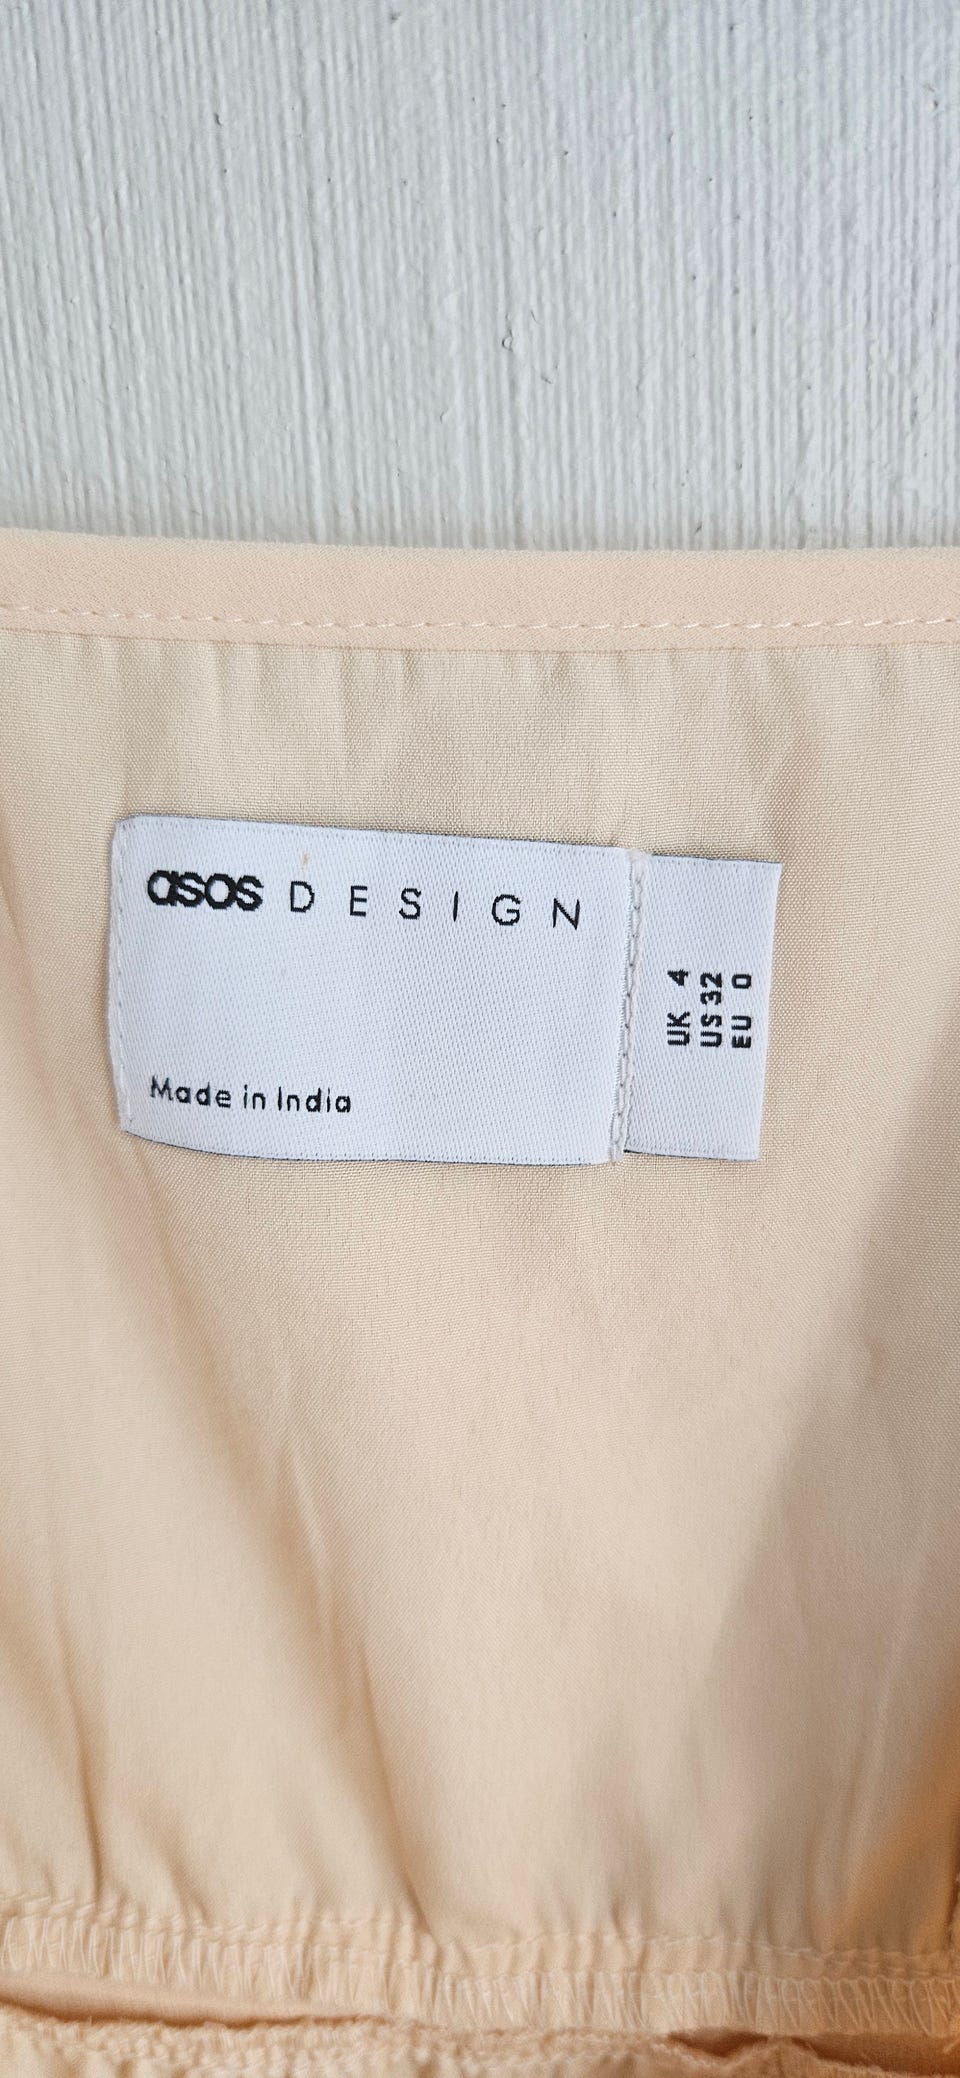 asos DESIGN
Made in India
UK 4
US 32
EU 0